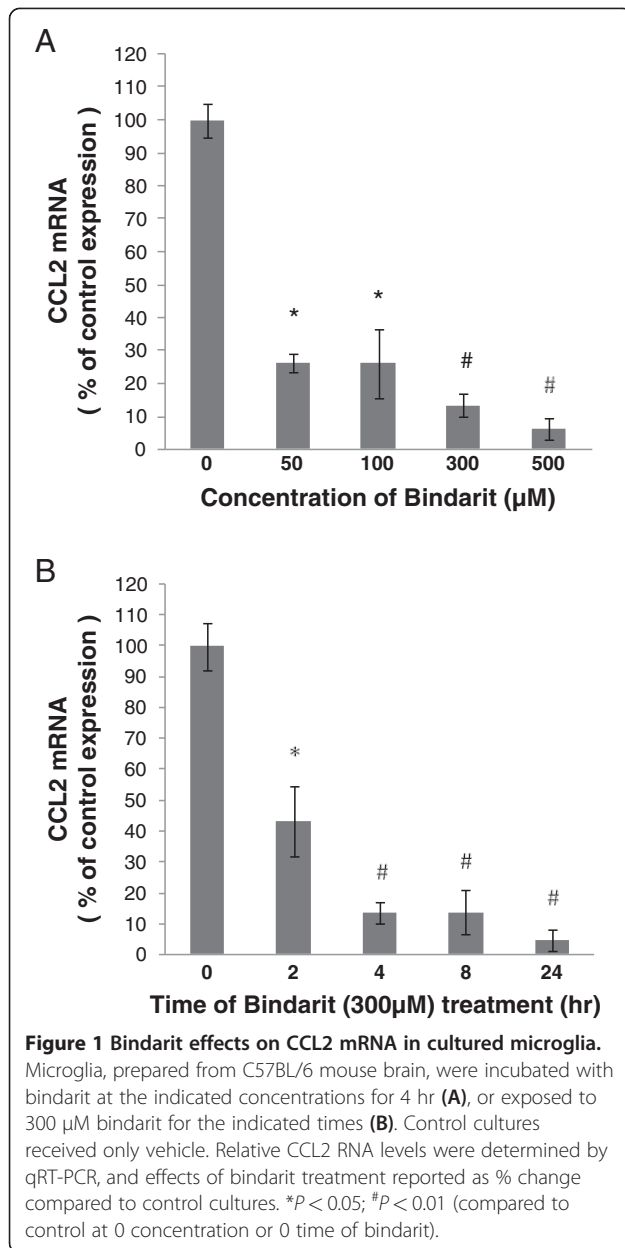 A
CCL2 mRNA
( % of control expression )
120
110
100
90
80
70
60
50
40
30
20
10
0
*
*
#
#
0 50 100 300 500
Concentration of Bindarit (µM)
B
CCL2 mRNA
( % of control expression )
120
110
100
90
80
70
60
50
40
30
20
10
0
*
#
#
#
0 2 4 8 24
Time of Bindarit (300µM) treatment (hr)
Figure 1 Bindarit effects on CCL2 mRNA in cultured microglia.
Microglia, prepared from C57BL/6 mouse brain, were incubated with
bindarit at the indicated concentrations for 4 hr (A), or exposed to
300 µM bindarit for the indicated times (B). Control cultures
received only vehicle. Relative CCL2 RNA levels were determined by
qRT-PCR, and effects of bindarit treatment reported as % change
compared to control cultures. *P < 0.05; #P < 0.01 (compared to
control at 0 concentration or 0 time of bindarit).